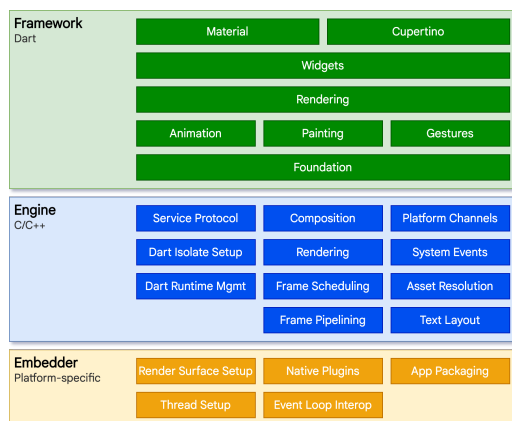 Framework
Dart
Material Cupertino
Widgets
Rendering
Animation Painting Gestures
Foundation
Engine
C/C++
Service Protocol Composition Platform Channels
Dart Isolate Setup Rendering System Events
Dart Runtime Mgmt Frame Scheduling Asset Resolution
Frame Pipelining Text Layout
Embedder
Platform-specific
Render Surface Setup Native Plugins App Packaging
Thread Setup Event Loop Interop